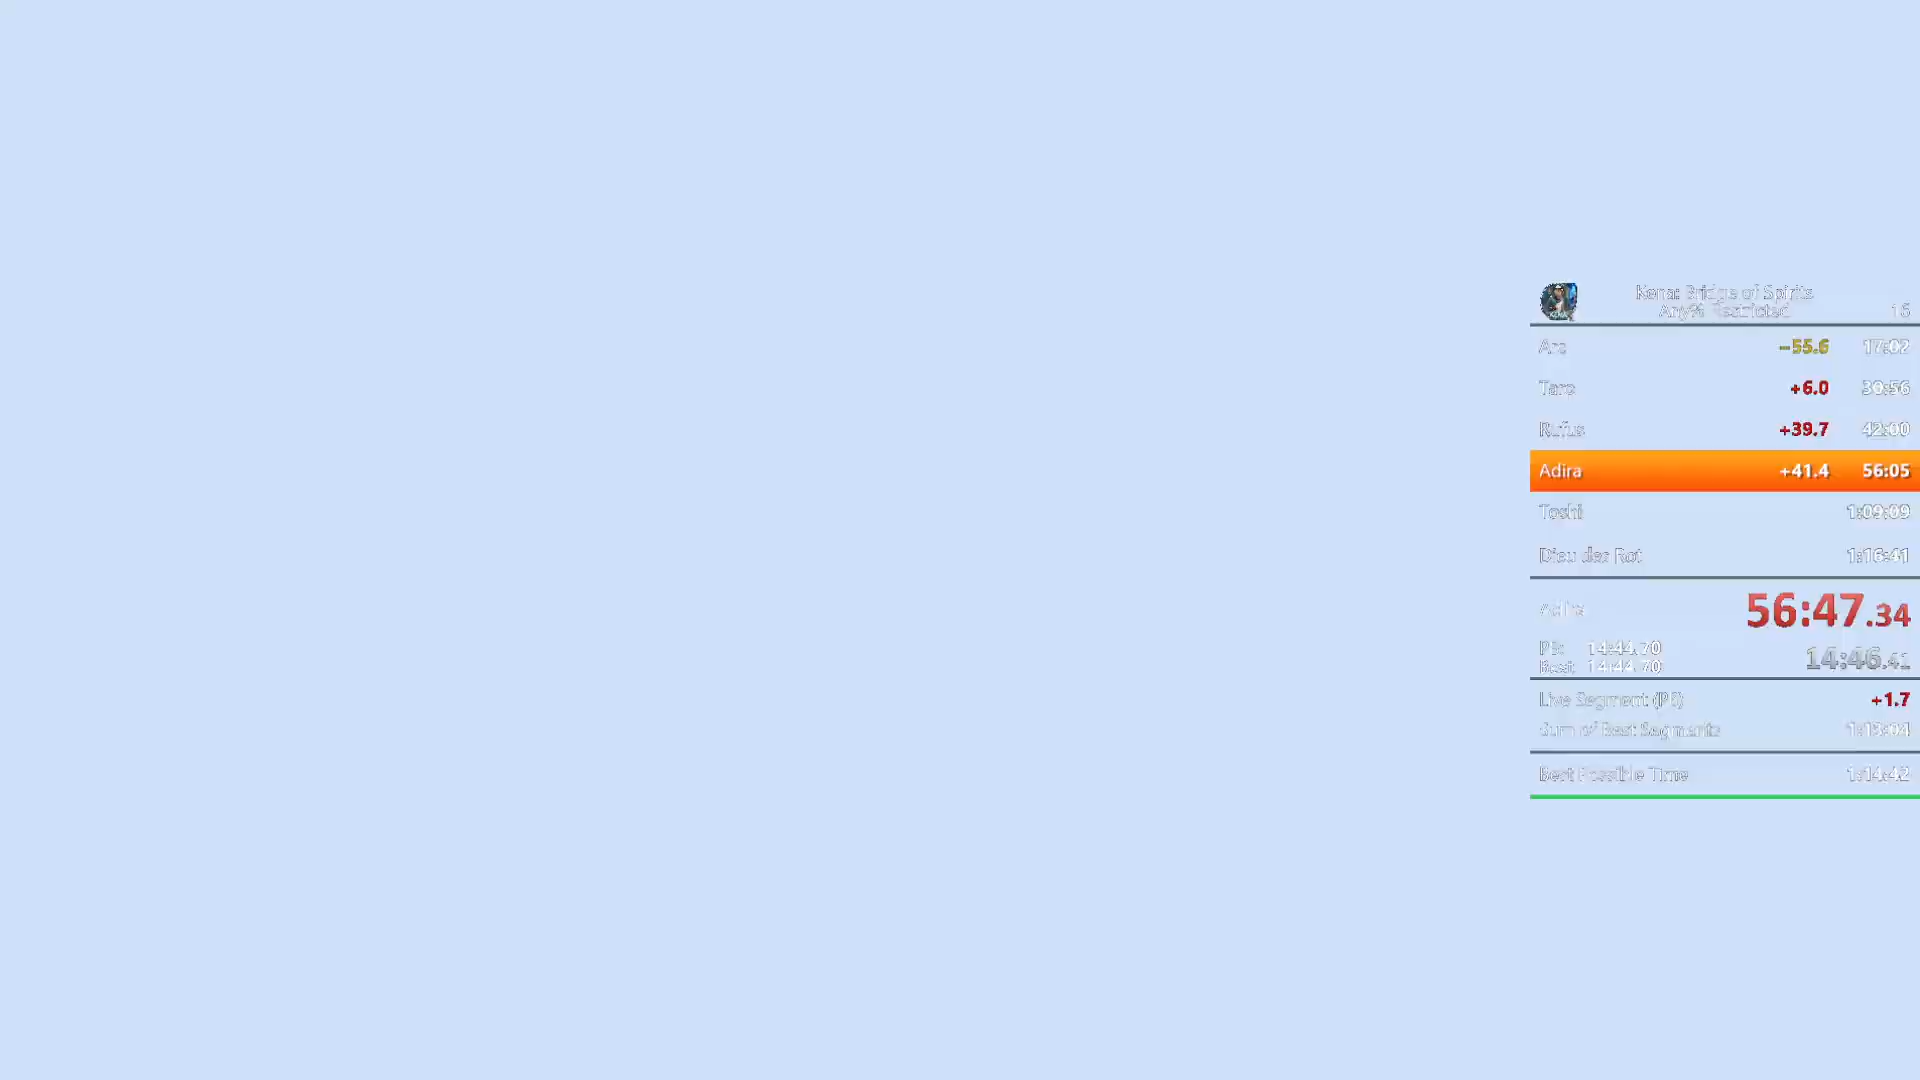 Kena: Bridge of Spirits
Any% Restricted 16
Arc −55.6 17:02
Taro +6.0 30:56
Rufus +39.7 42:00
Adira +41.4 56:05
Toshi 1:09:09
Dieu des Rot 1:16:41
Adira 56:47.34
PB: 14:44.70
Best: 14:44.70 14:46.41
Live Segment (PB) +1.7
Sum of Best Segments 1:13:04
Best Possible Time 1:14:42